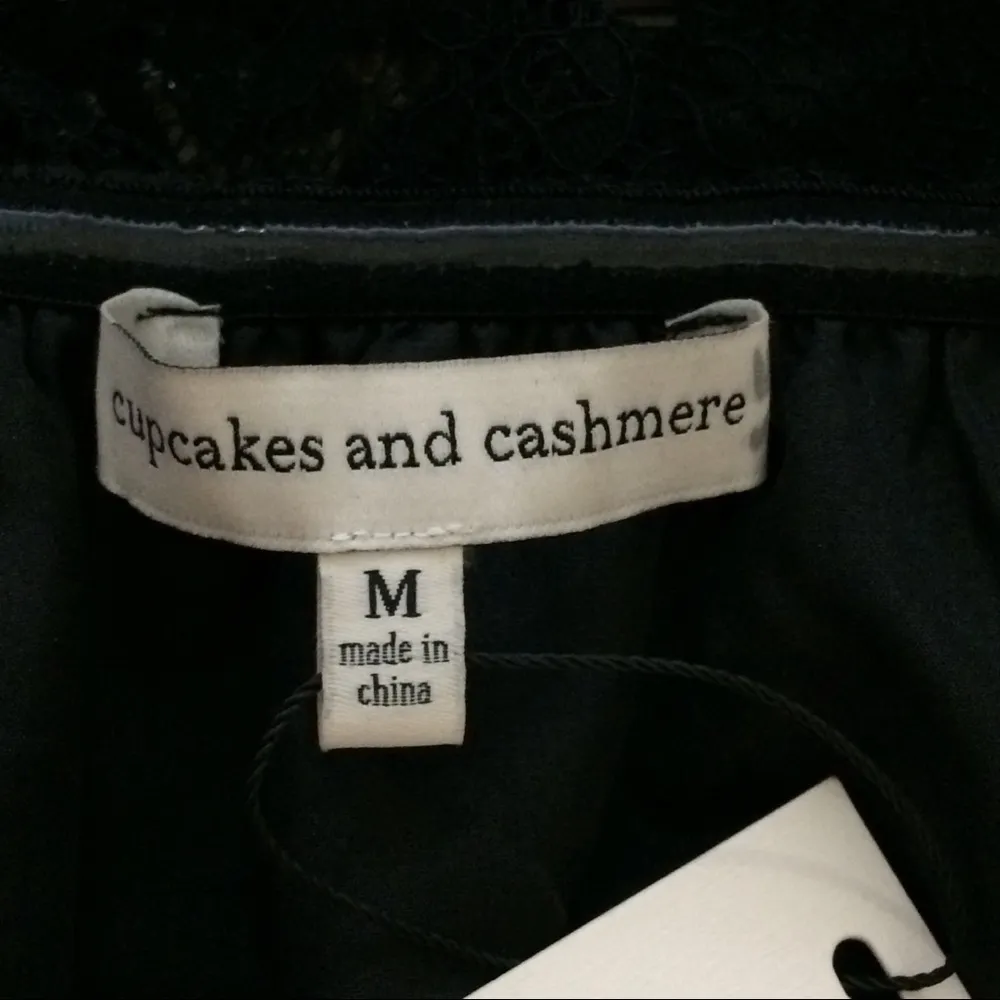 cupcakes and cashmere
M
made in
china